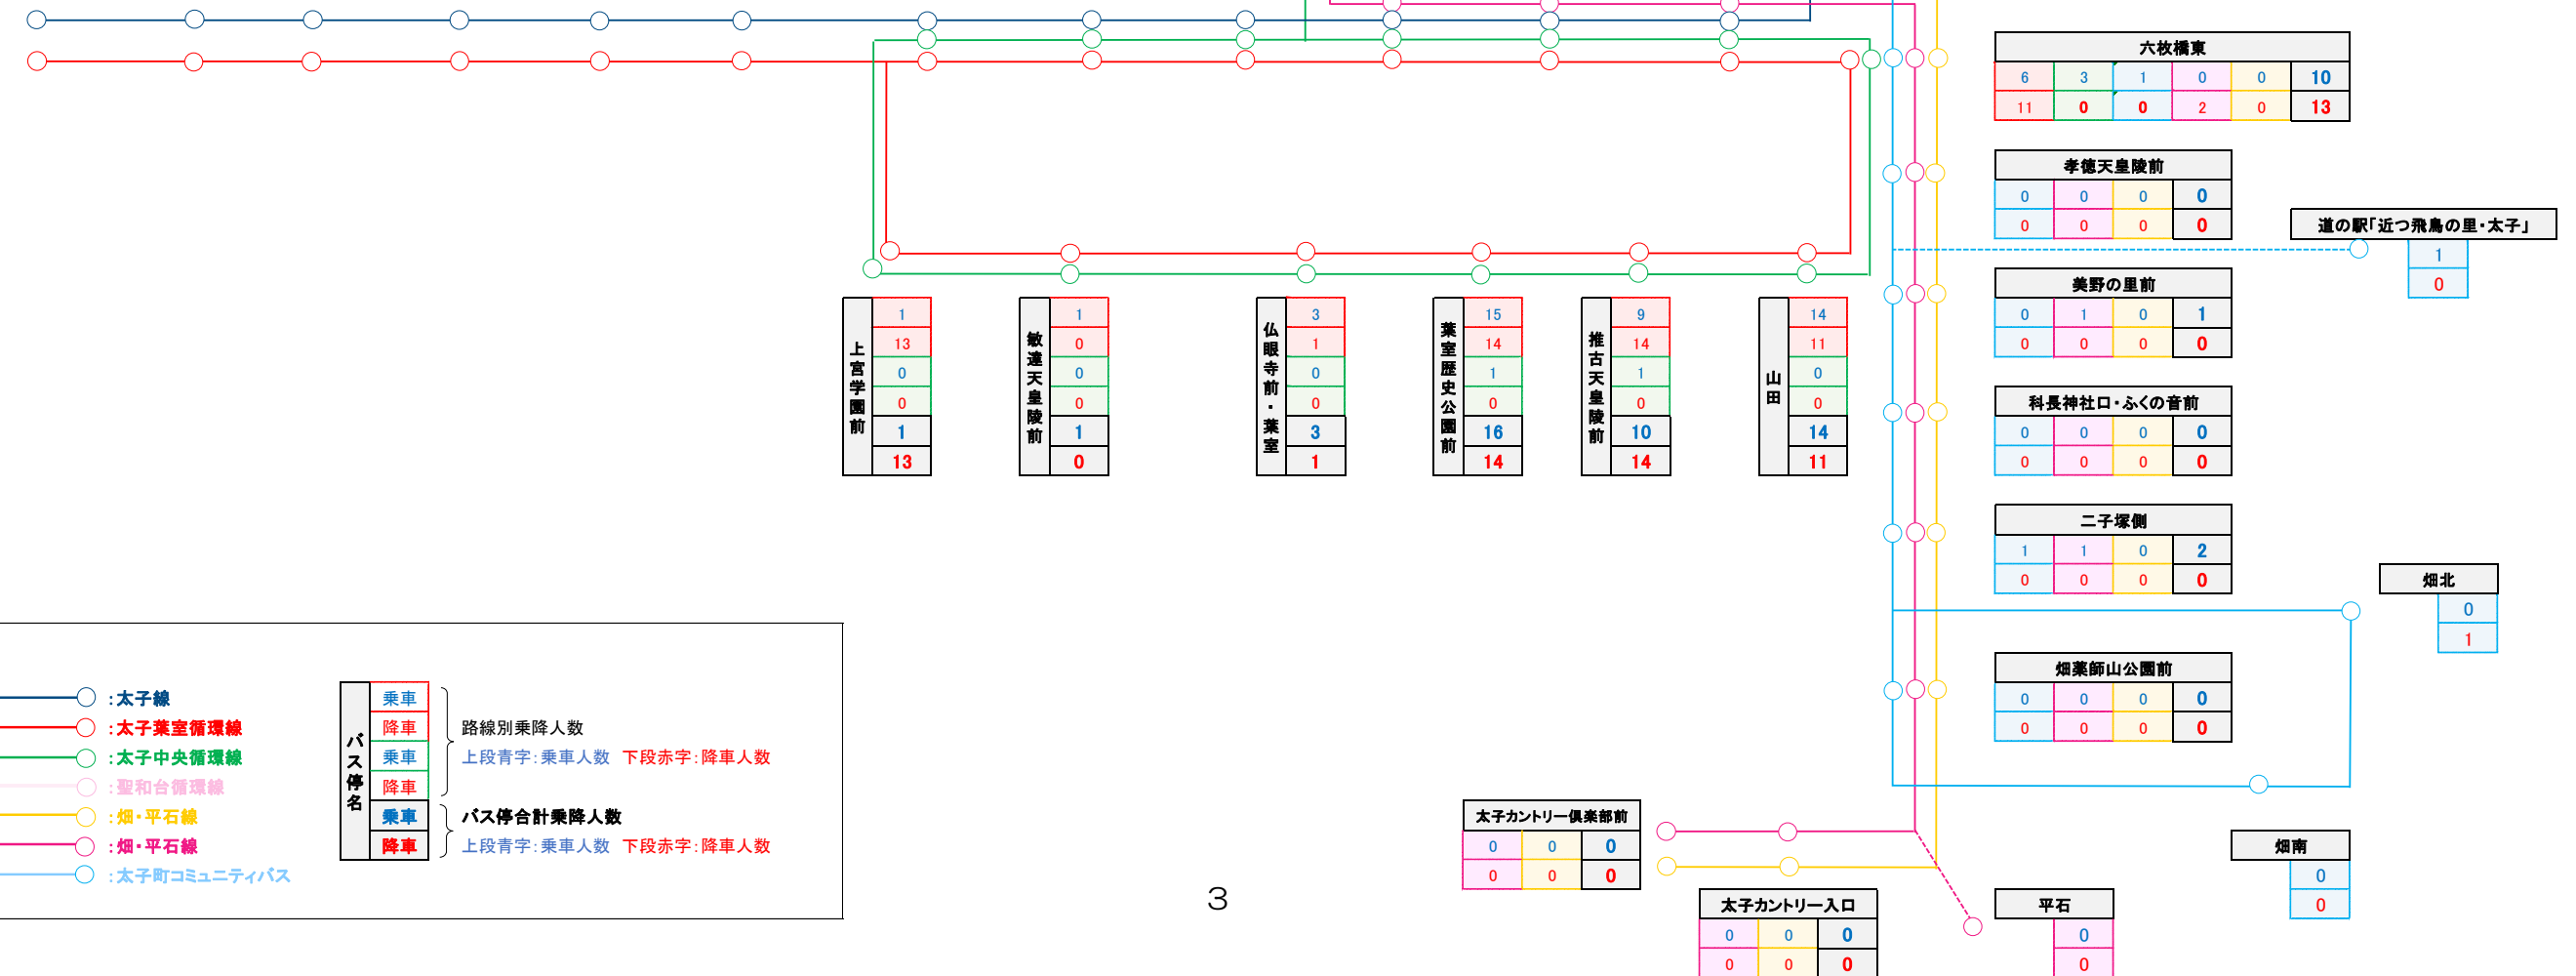 六枚橋東
6 3 1 0 0 10
11 0 0 2 0 13
孝徳天皇陵前
0 0 0 0
0 0 0 0
道の駅「近つ飛鳥の里・太子」
1
0
美野の里前
0 1 0 1
0 0 0 0
科長神社口・ふくの音前
0 0 0 0
0 0 0 0
二子塚側
1 1 0 2
0 0 0 0
畑北
0
1
畑薬師山公園前
0 0 0 0
0 0 0 0
畑南
0
0
上宮学園前
1
13
0
0
1
13
敏達天皇陵前
1
0
0
0
1
0
仏眼寺前・葉室
3
1
0
0
3
1
葉室歴史公園前
15
14
1
0
16
14
推古天皇陵前
9
14
1
0
10
14
山田
14
11
0
0
14
11
：太子線
：太子葉室循環線
：太子中央循環線
：聖和台循環線
：畑・平石線
：畑・平石線
：太子町コミュニティバス
バス停名
乗車
降車
乗車
降車
乗車
降車
路線別乗降人数
上段青字：乗車人数 下段赤字：降車人数
バス停合計乗降人数
上段青字：乗車人数 下段赤字：降車人数
3
太子カントリー倶楽部前
0 0 0
0 0 0
太子カントリー入口
0 0 0
0 0 0
平石
0
0